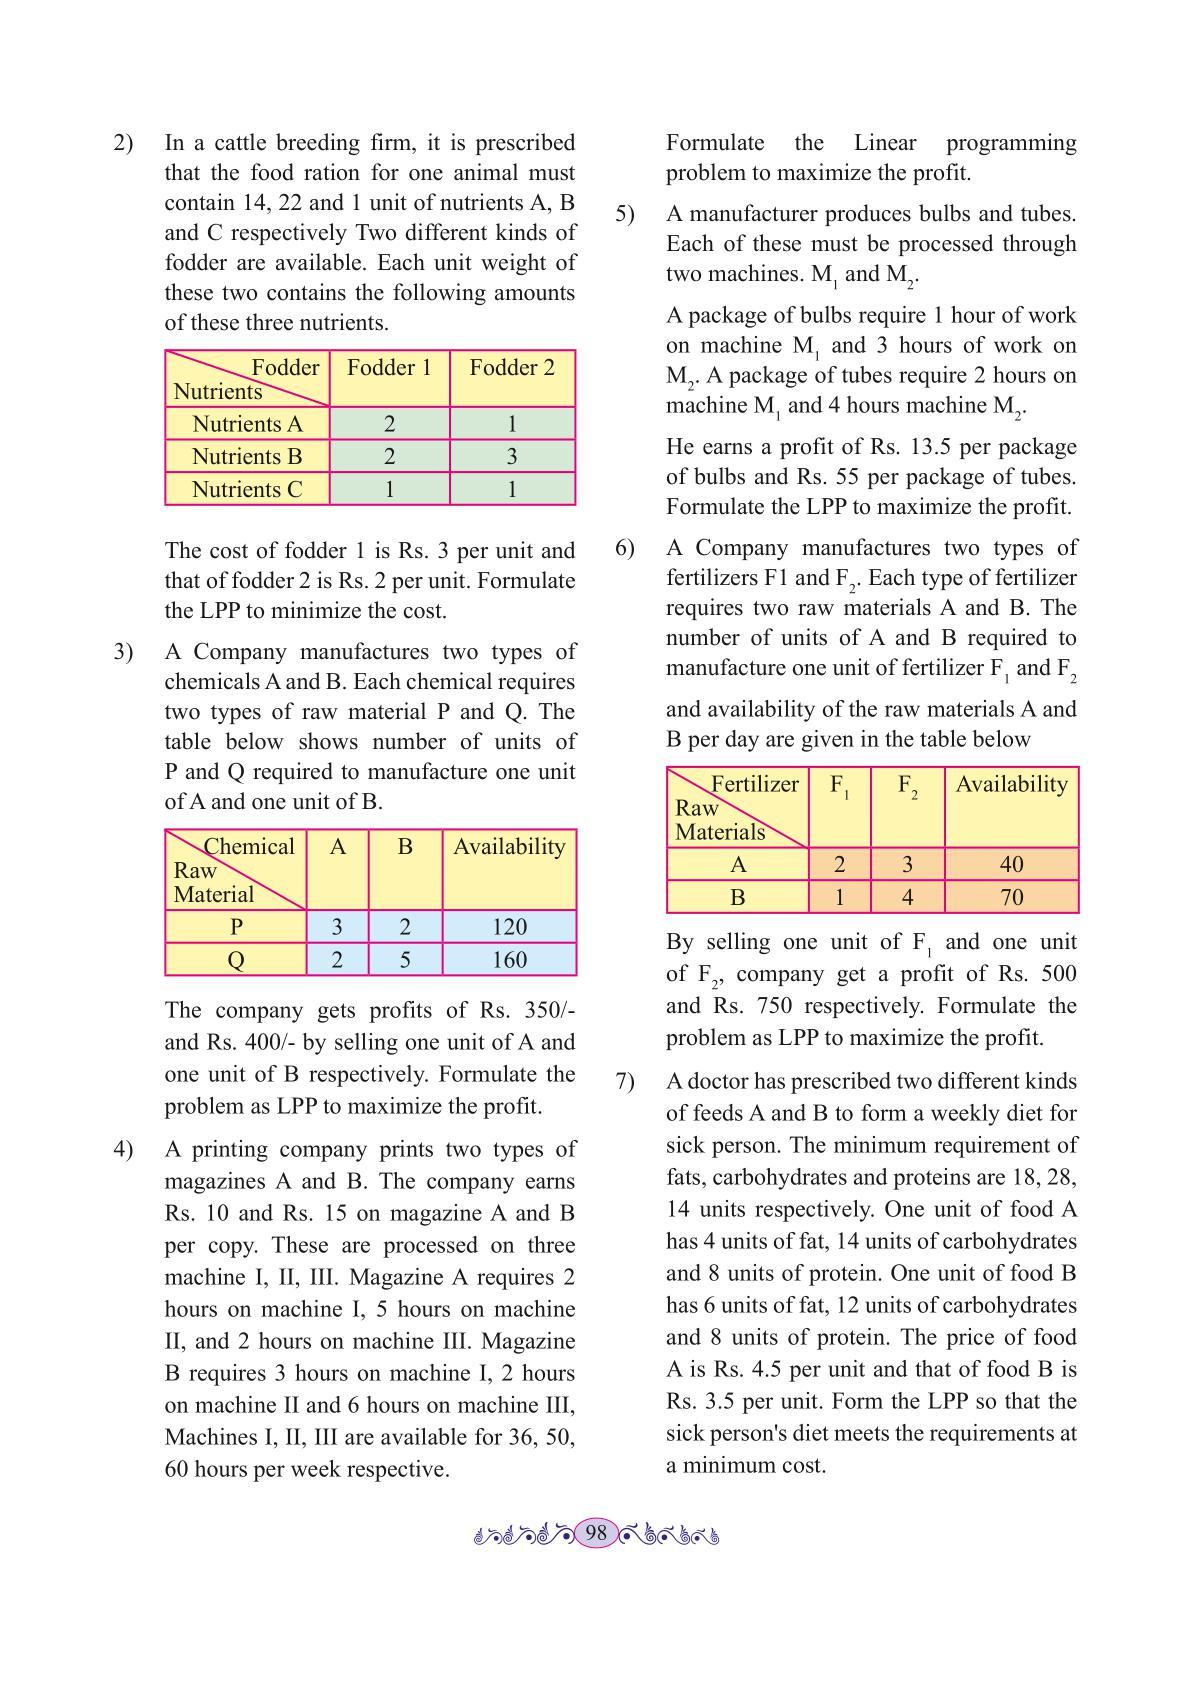 2) In a cattle breeding firm, it is prescribed
that the food ration for one animal must
contain 14, 22 and 1 unit of nutrients A, B
and C respectively Two different kinds of
fodder are available. Each unit weight of
these two contains the following amounts
of these three nutrients.
Fodder Fodder 1 Fodder 2
Nutrients
Nutrients A 2 1
Nutrients B 2 3
Nutrients C 1 1
The cost of fodder 1 is Rs. 3 per unit and
that of fodder 2 is Rs. 2 per unit. Formulate
the LPP to minimize the cost.
3) A Company manufactures two types of
chemicals A and B. Each chemical requires
two types of raw material P and Q. The
table below shows number of units of
P and Q required to manufacture one unit
of A and one unit of B.
Chemical A B Availability
Raw
Material
P 3 2 120
Q 2 5 160
The company gets profits of Rs. 350/-
and Rs. 400/- by selling one unit of A and
one unit of B respectively. Formulate the
problem as LPP to maximize the profit.
4) A printing company prints two types of
magazines A and B. The company earns
Rs. 10 and Rs. 15 on magazine A and B
per copy. These are processed on three
machine I, II, III. Magazine A requires 2
hours on machine I, 5 hours on machine
II, and 2 hours on machine III. Magazine
B requires 3 hours on machine I, 2 hours
on machine II and 6 hours on machine III,
Machines I, II, III are available for 36, 50,
60 hours per week respective.
Formulate the Linear programming
problem to maximize the profit.
5) A manufacturer produces bulbs and tubes.
Each of these must be processed through
two machines. M₁ and M₂.
A package of bulbs require 1 hour of work
on machine M₁ and 3 hours of work on
M₂. A package of tubes require 2 hours on
machine M₁ and 4 hours machine M₂.
He earns a profit of Rs. 13.5 per package
of bulbs and Rs. 55 per package of tubes.
Formulate the LPP to maximize the profit.
6) A Company manufactures two types of
fertilizers F1 and F₂. Each type of fertilizer
requires two raw materials A and B. The
number of units of A and B required to
manufacture one unit of fertilizer F₁ and F₂
and availability of the raw materials A and
B per day are given in the table below
Fertilizer F₁ F₂ Availability
Raw
Materials
A 2 3 40
B 1 4 70
By selling one unit of F₁ and one unit
of F₂, company get a profit of Rs. 500
and Rs. 750 respectively. Formulate the
problem as LPP to maximize the profit.
7) A doctor has prescribed two different kinds
of feeds A and B to form a weekly diet for
sick person. The minimum requirement of
fats, carbohydrates and proteins are 18, 28,
14 units respectively. One unit of food A
has 4 units of fat, 14 units of carbohydrates
and 8 units of protein. One unit of food B
has 6 units of fat, 12 units of carbohydrates
and 8 units of protein. The price of food
A is Rs. 4.5 per unit and that of food B is
Rs. 3.5 per unit. Form the LPP so that the
sick person's diet meets the requirements at
a minimum cost.
98